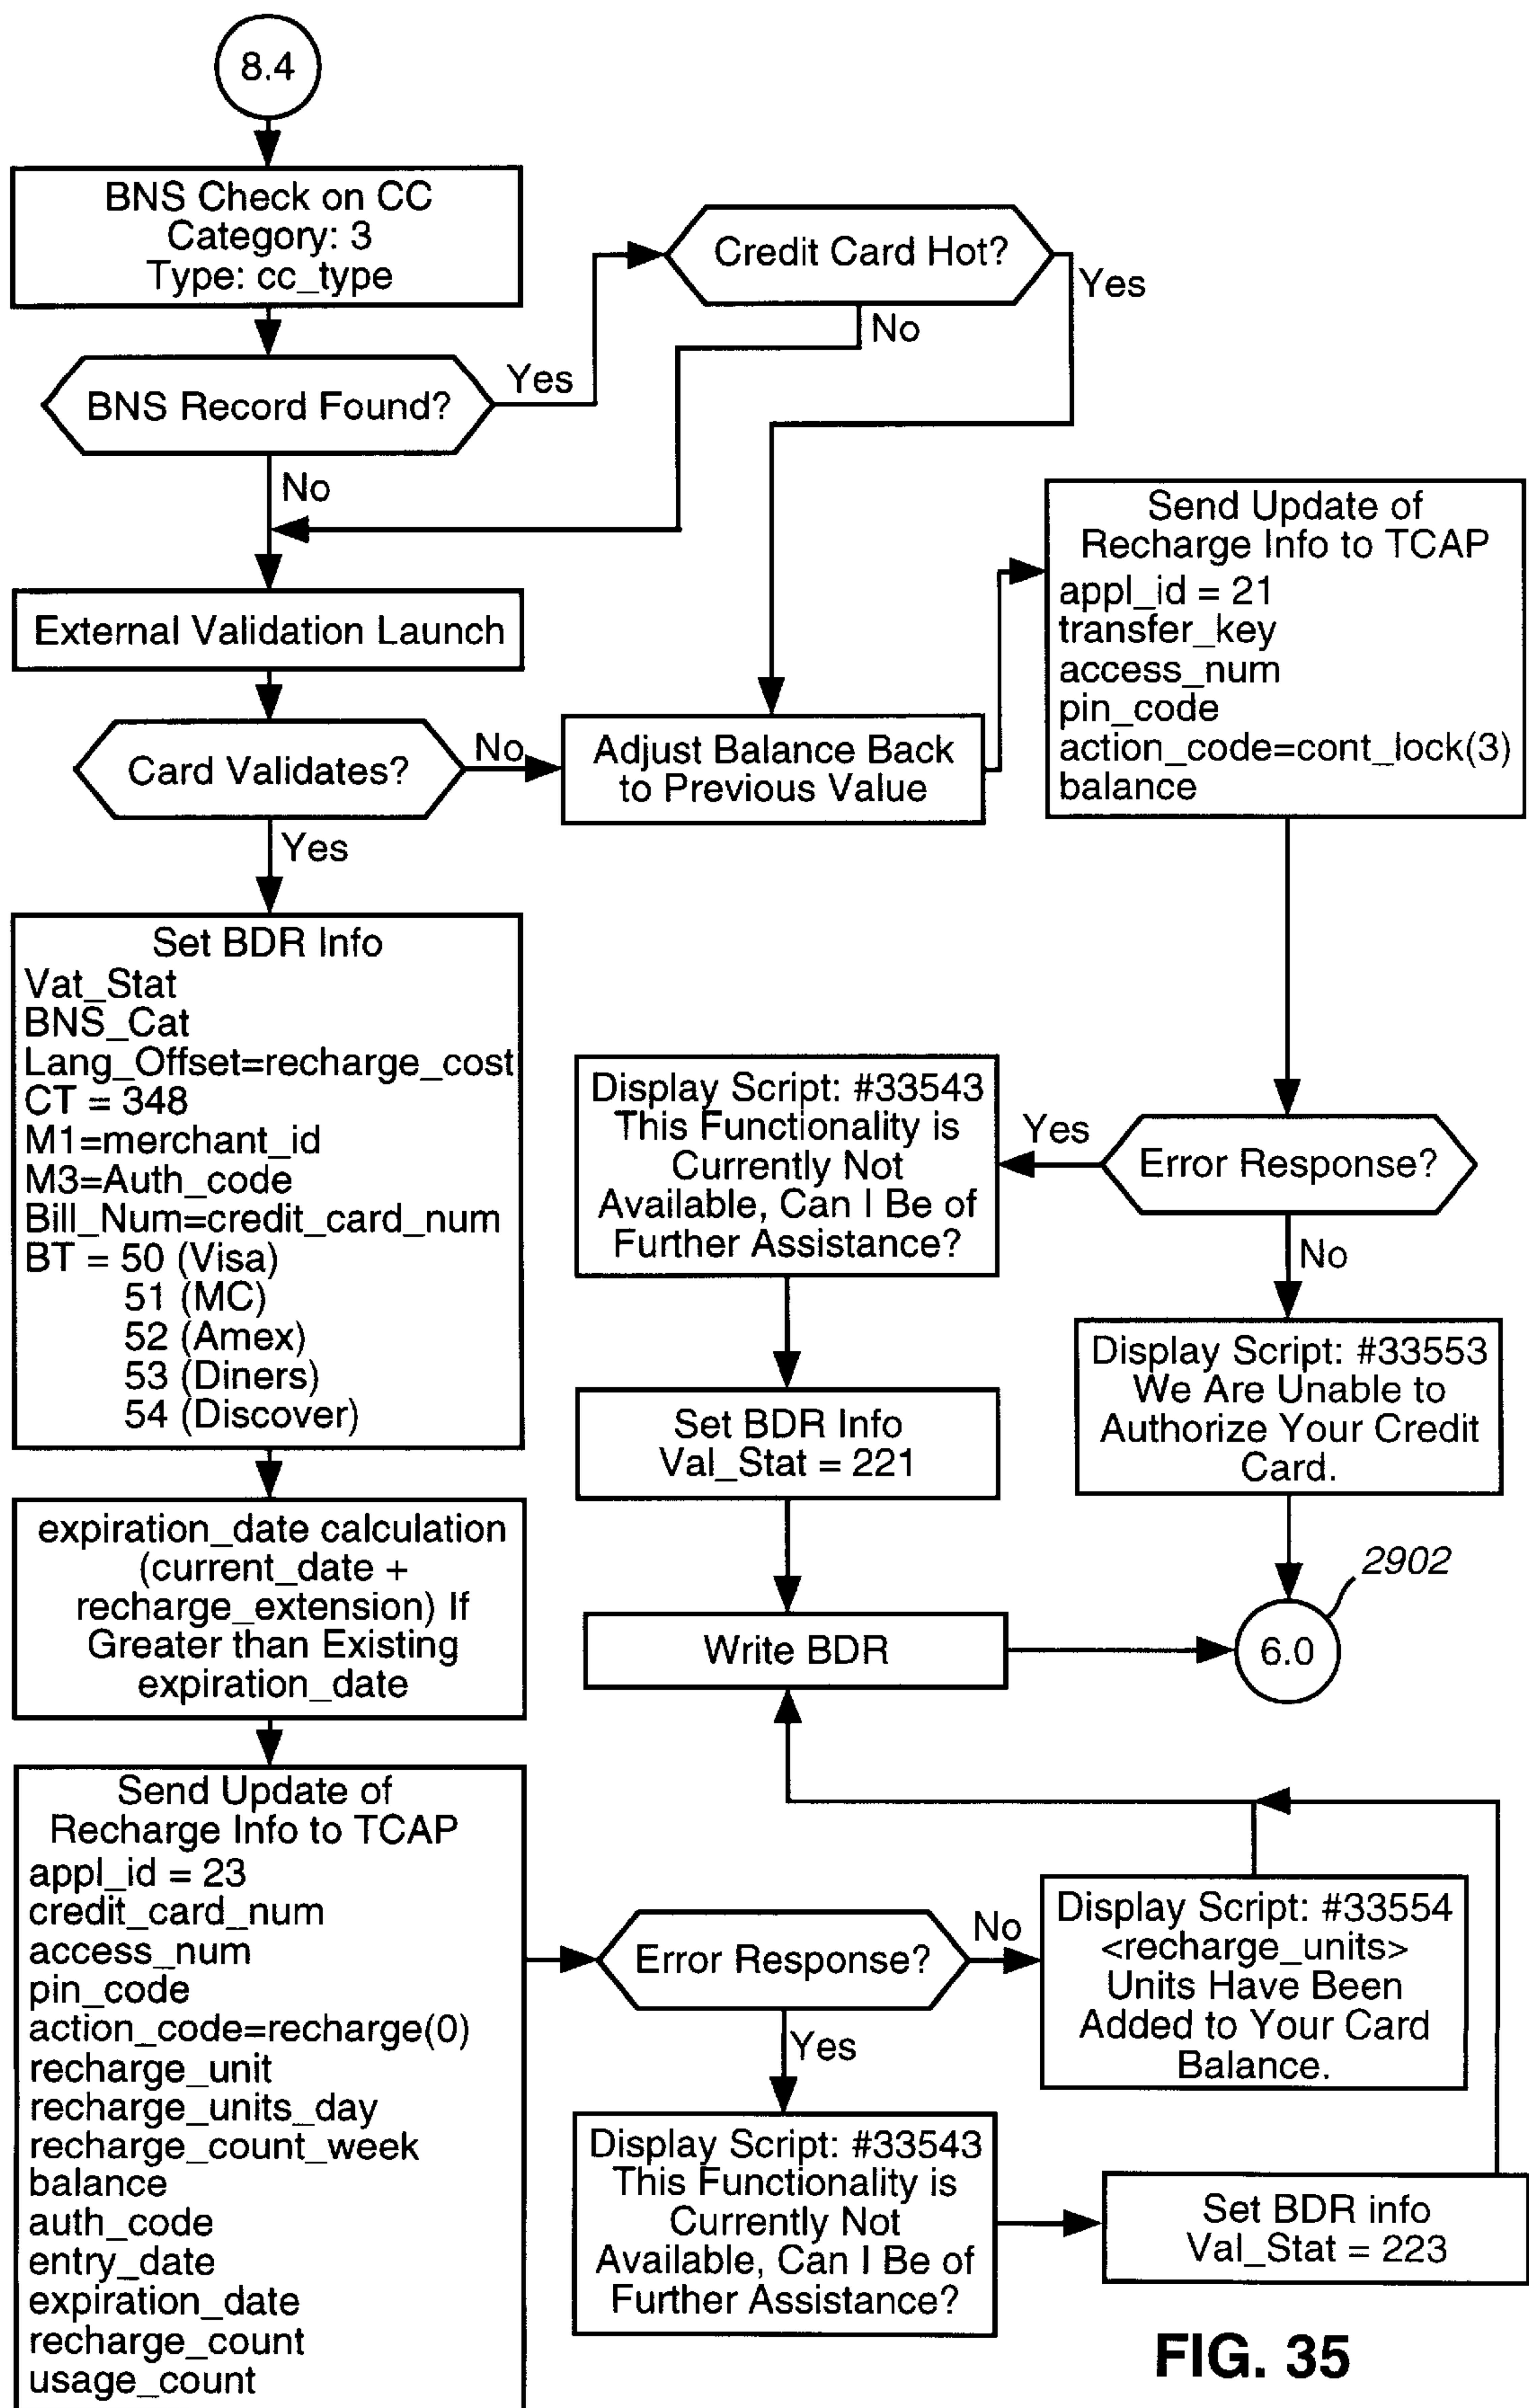 8.4
BNS Check on CC
Category: 3
Type: cc_type
Credit Card Hot?
Yes
No
BNS Record Found?
Yes
No
External Validation Launch
Card Validates?
No
Yes
Adjust Balance Back
to Previous Value
Send Update of
Recharge Info to TCAP
appl_id = 21
transfer_key
access_num
pin_code
action_code=cont_lock(3)
balance
Set BDR Info
Vat_Stat
BNS_Cat
Lang_Offset=recharge_cost
CT = 348
M1=merchant_id
M3=Auth_code
Bill_Num=credit_card_num
BT = 50 (Visa)
51 (MC)
52 (Amex)
53 (Diners)
54 (Discover)
Error Response?
Yes
No
Display Script: #33543
This Functionality is
Currently Not
Available, Can I Be of
Further Assistance?
Display Script: #33553
We Are Unable to
Authorize Your Credit
Card.
Set BDR Info
Val_Stat = 221
expiration_date calculation
(current_date +
recharge_extension) If
Greater than Existing
expiration_date
Write BDR
6.0
2902
Send Update of
Recharge Info to TCAP
appl_id = 23
credit_card_num
access_num
pin_code
action_code=recharge(0)
recharge_unit
recharge_units_day
recharge_count_week
balance
auth_code
entry_date
expiration_date
recharge_count
usage_count
Error Response?
No
Yes
Display Script: #33554
<recharge_units>
Units Have Been
Added to Your Card
Balance.
Display Script: #33543
This Functionality is
Currently Not
Available, Can I Be of
Further Assistance?
Set BDR info
Val_Stat = 223
FIG. 35